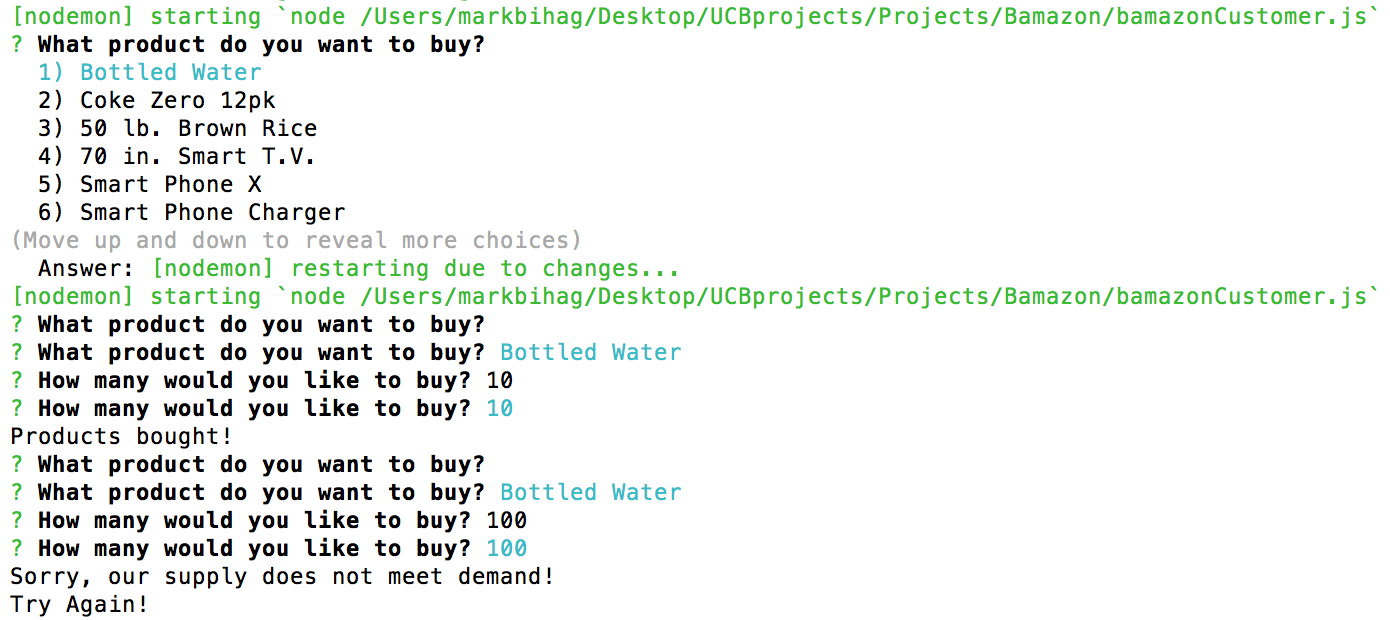 [nodemon] starting `node /Users/markbihag/Desktop/UCBprojects/Projects/Bamazon/bamazonCustomer.js`
? What product do you want to buy?
  1) Bottled Water
  2) Coke Zero 12pk
  3) 50 lb. Brown Rice
  4) 70 in. Smart T.V.
  5) Smart Phone X
  6) Smart Phone Charger
(Move up and down to reveal more choices)
  Answer: [nodemon] restarting due to changes...
[nodemon] starting `node /Users/markbihag/Desktop/UCBprojects/Projects/Bamazon/bamazonCustomer.js`
? What product do you want to buy?
? What product do you want to buy? Bottled Water
? How many would you like to buy? 10
? How many would you like to buy? 10
Products bought!
? What product do you want to buy?
? What product do you want to buy? Bottled Water
? How many would you like to buy? 100
? How many would you like to buy? 100
Sorry, our supply does not meet demand!
Try Again!